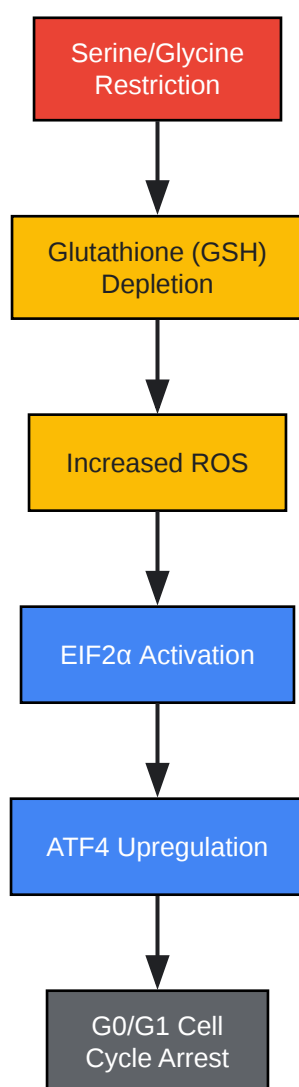 Serine/Glycine
Restriction
Glutathione (GSH)
Depletion
Increased ROS
EIF2α Activation
ATF4 Upregulation
G0/G1 Cell
Cycle Arrest